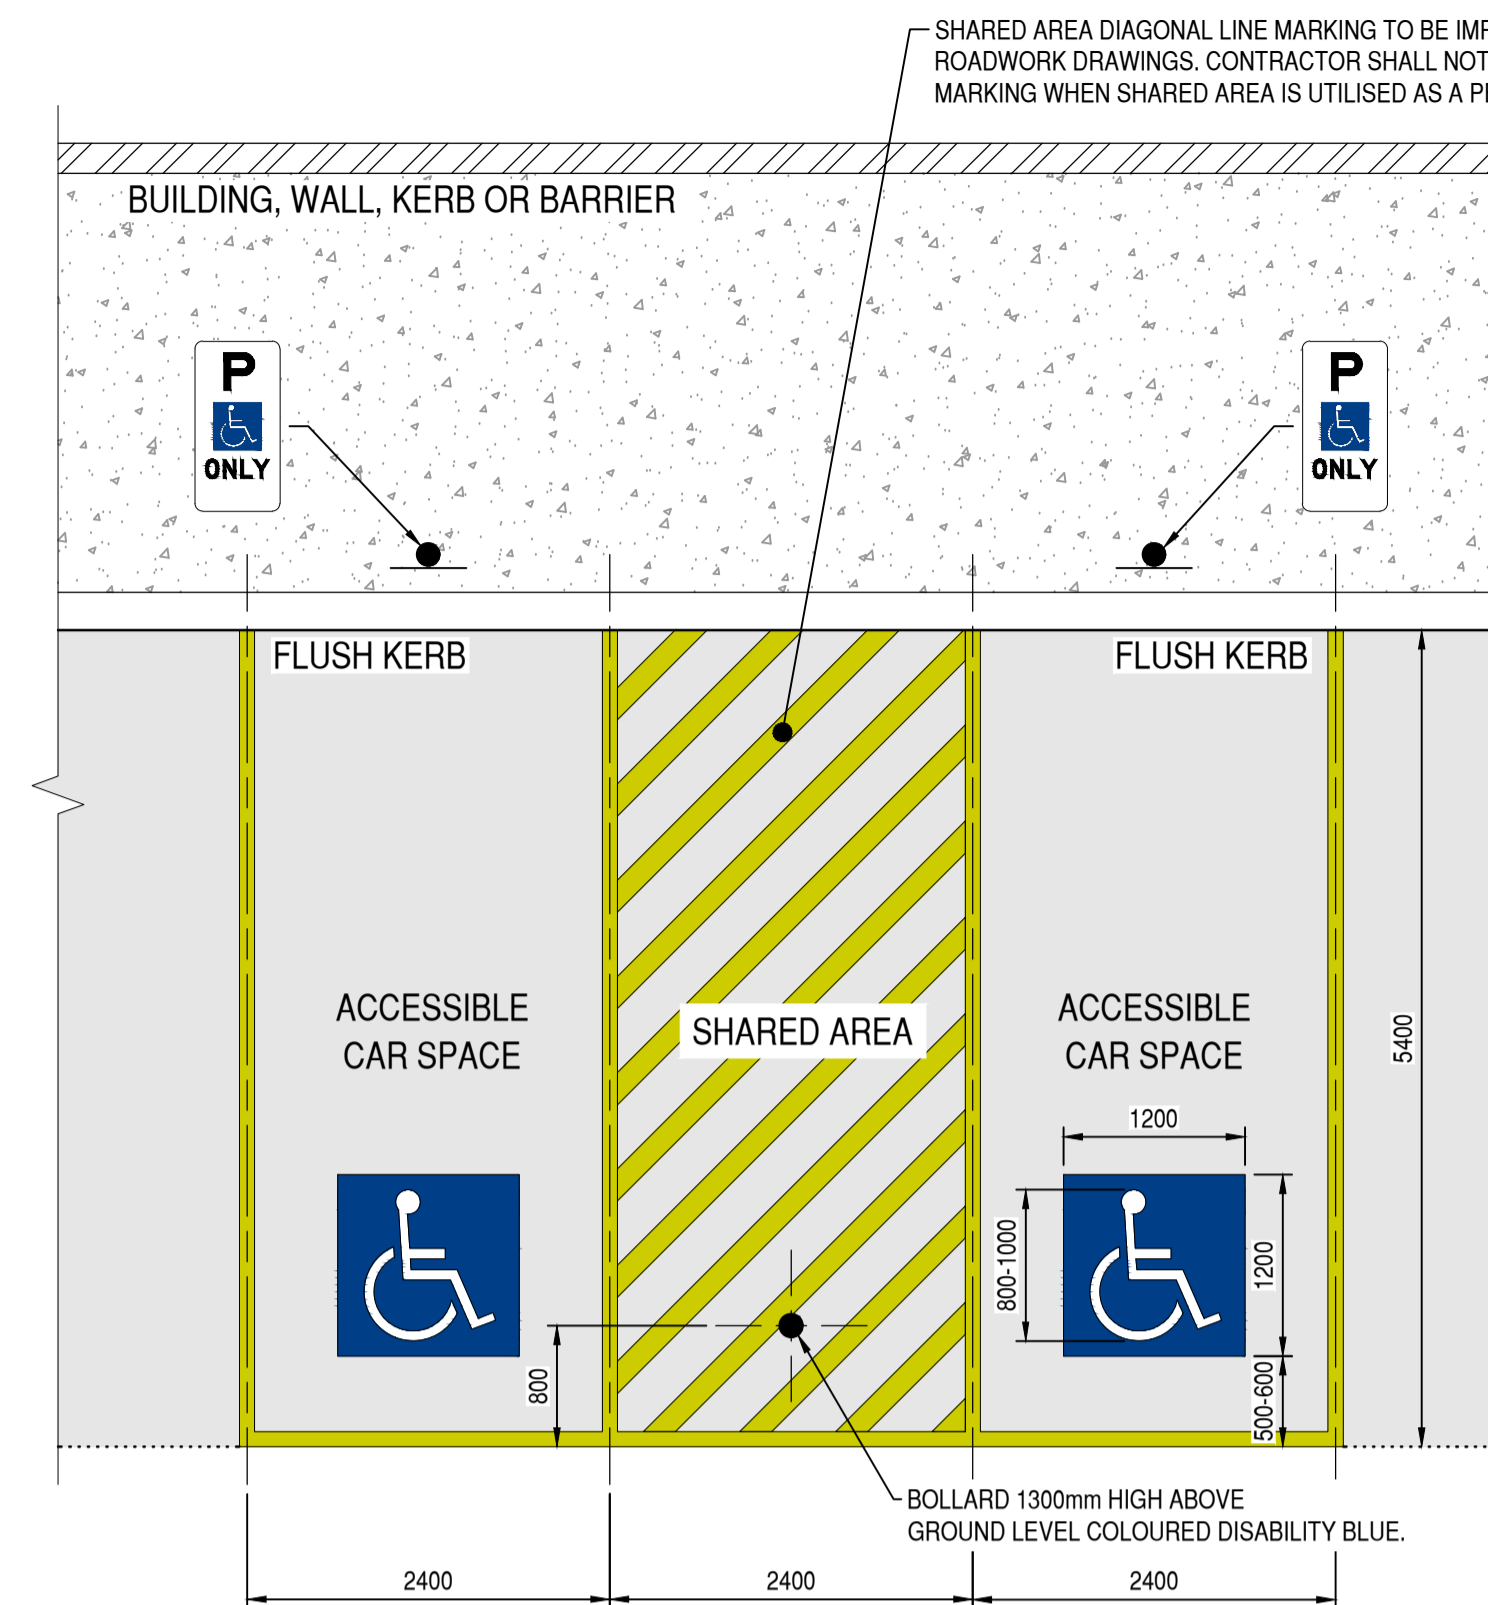 SHARED AREA DIAGONAL LINE MARKING TO BE
ROADWORK DRAWINGS. CONTRACTOR SHALL NOT
MARKING WHEN SHARED AREA IS UTILISED AS A
BUILDING, WALL, KERB OR BARRIER
P
ONLY
P
ONLY
FLUSH KERB
FLUSH KERB
ACCESSIBLE
CAR SPACE
SHARED AREA
ACCESSIBLE
CAR SPACE
5400
1200
800-1000
1200
800
500-600
BOLLARD 1300mm HIGH ABOVE
GROUND LEVEL COLOURED DISABILITY BLUE.
2400
2400
2400